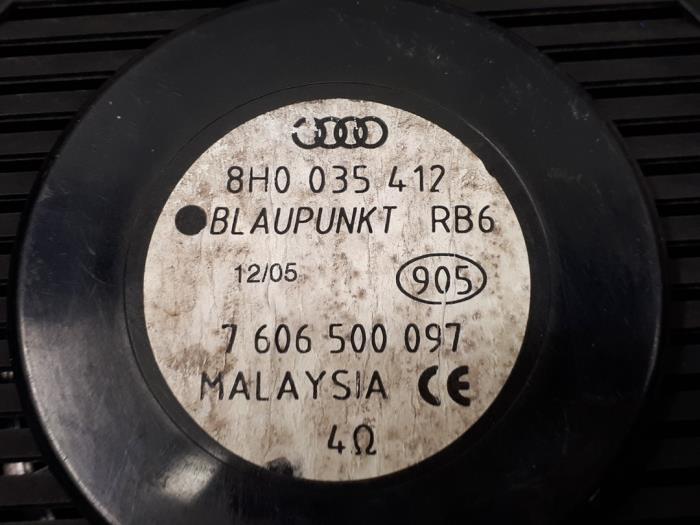 8H0 035 412
BLAUPUNKT RB6
12/05 905
7 606 500 097
MALAYSIA CE
4Ω